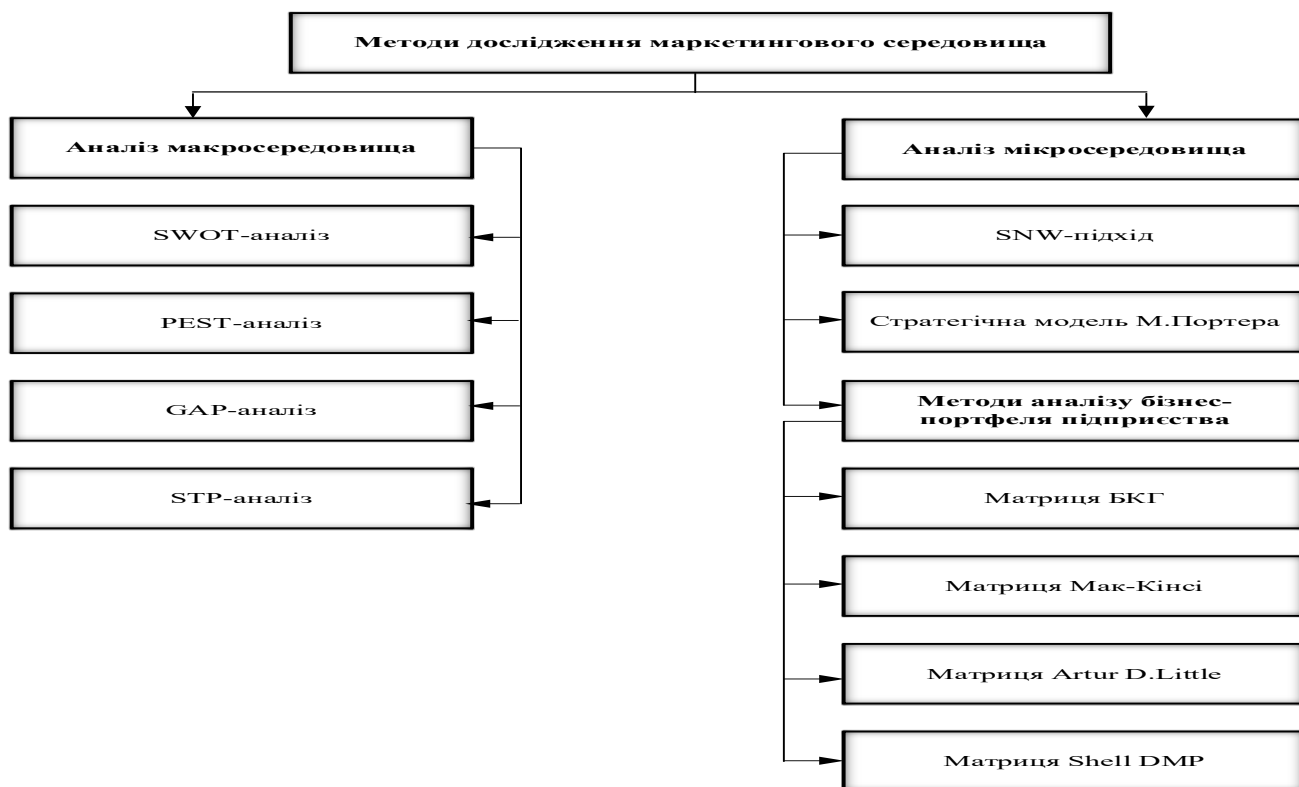 Методи дослідження маркетингового середовища
Аналіз макросередовища
SWOT-аналіз
PEST-аналіз
GAP-аналіз
STP-аналіз
Аналіз мікросередовища
SNW-підхід
Стратегічна модель М.Портера
Методи аналізу бізнес-
портфеля підприємства
Матриця БКГ
Матриця Мак-Кінсі
Матриця Artur D.Little
Матриця Shell DMP